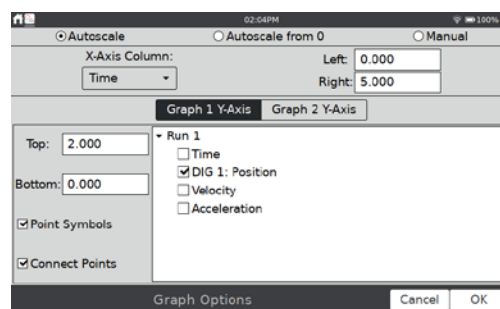 02:04PM 100%
Autoscale Autoscale from 0 Manual
X-Axis Column: Left: 0.000
Time Right: 5.000
Graph 1 Y-Axis Graph 2 Y-Axis
Top: 2.000
Bottom: 0.000
Point Symbols
Connect Points
Run 1
Time
DIG 1: Position
Velocity
Acceleration
Graph Options Cancel OK